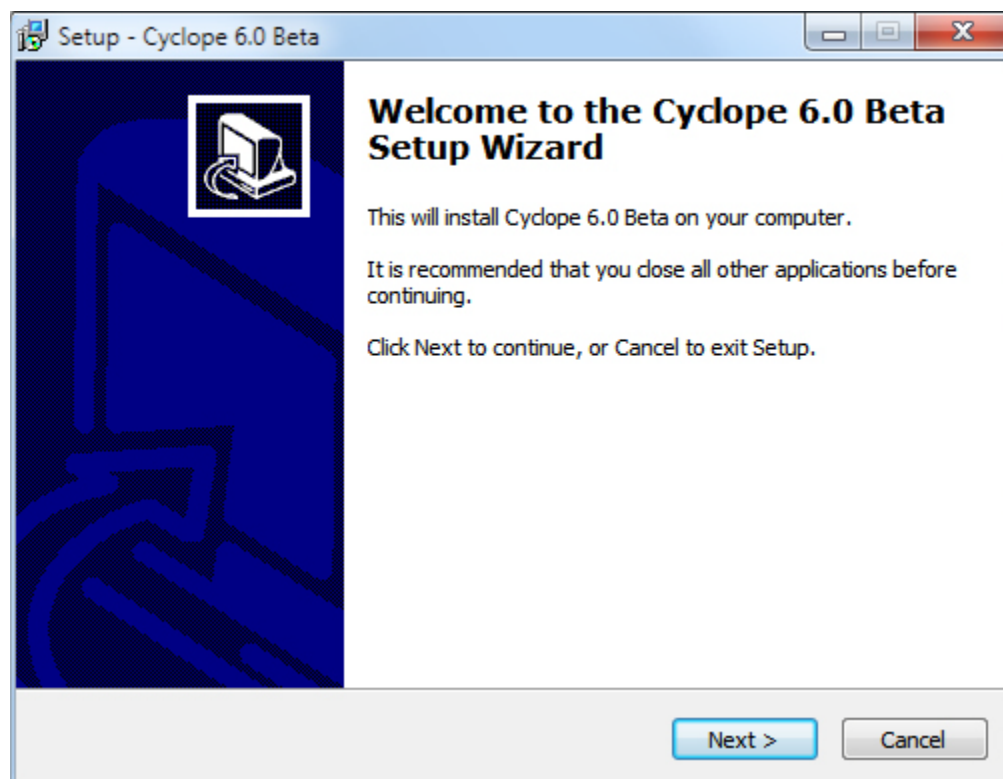 Setup - Cyclope 6.0 Beta
Welcome to the Cyclope 6.0 Beta
Setup Wizard
This will install Cyclope 6.0 Beta on your computer.
It is recommended that you close all other applications before
continuing.
Click Next to continue, or Cancel to exit Setup.
Next >
Cancel